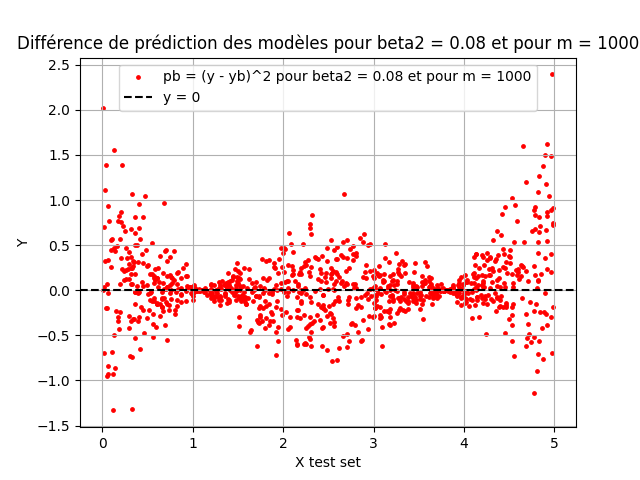 Différence de prédiction des modèles pour beta2 = 0.08 et pour m = 1000
pb = (y - yb)^2 pour beta2 = 0.08 et pour m = 1000
y = 0
2.5
2.0
1.5
1.0
0.5
0.0
−0.5
−1.0
−1.5
Y
0 1 2 3 4 5
X test set